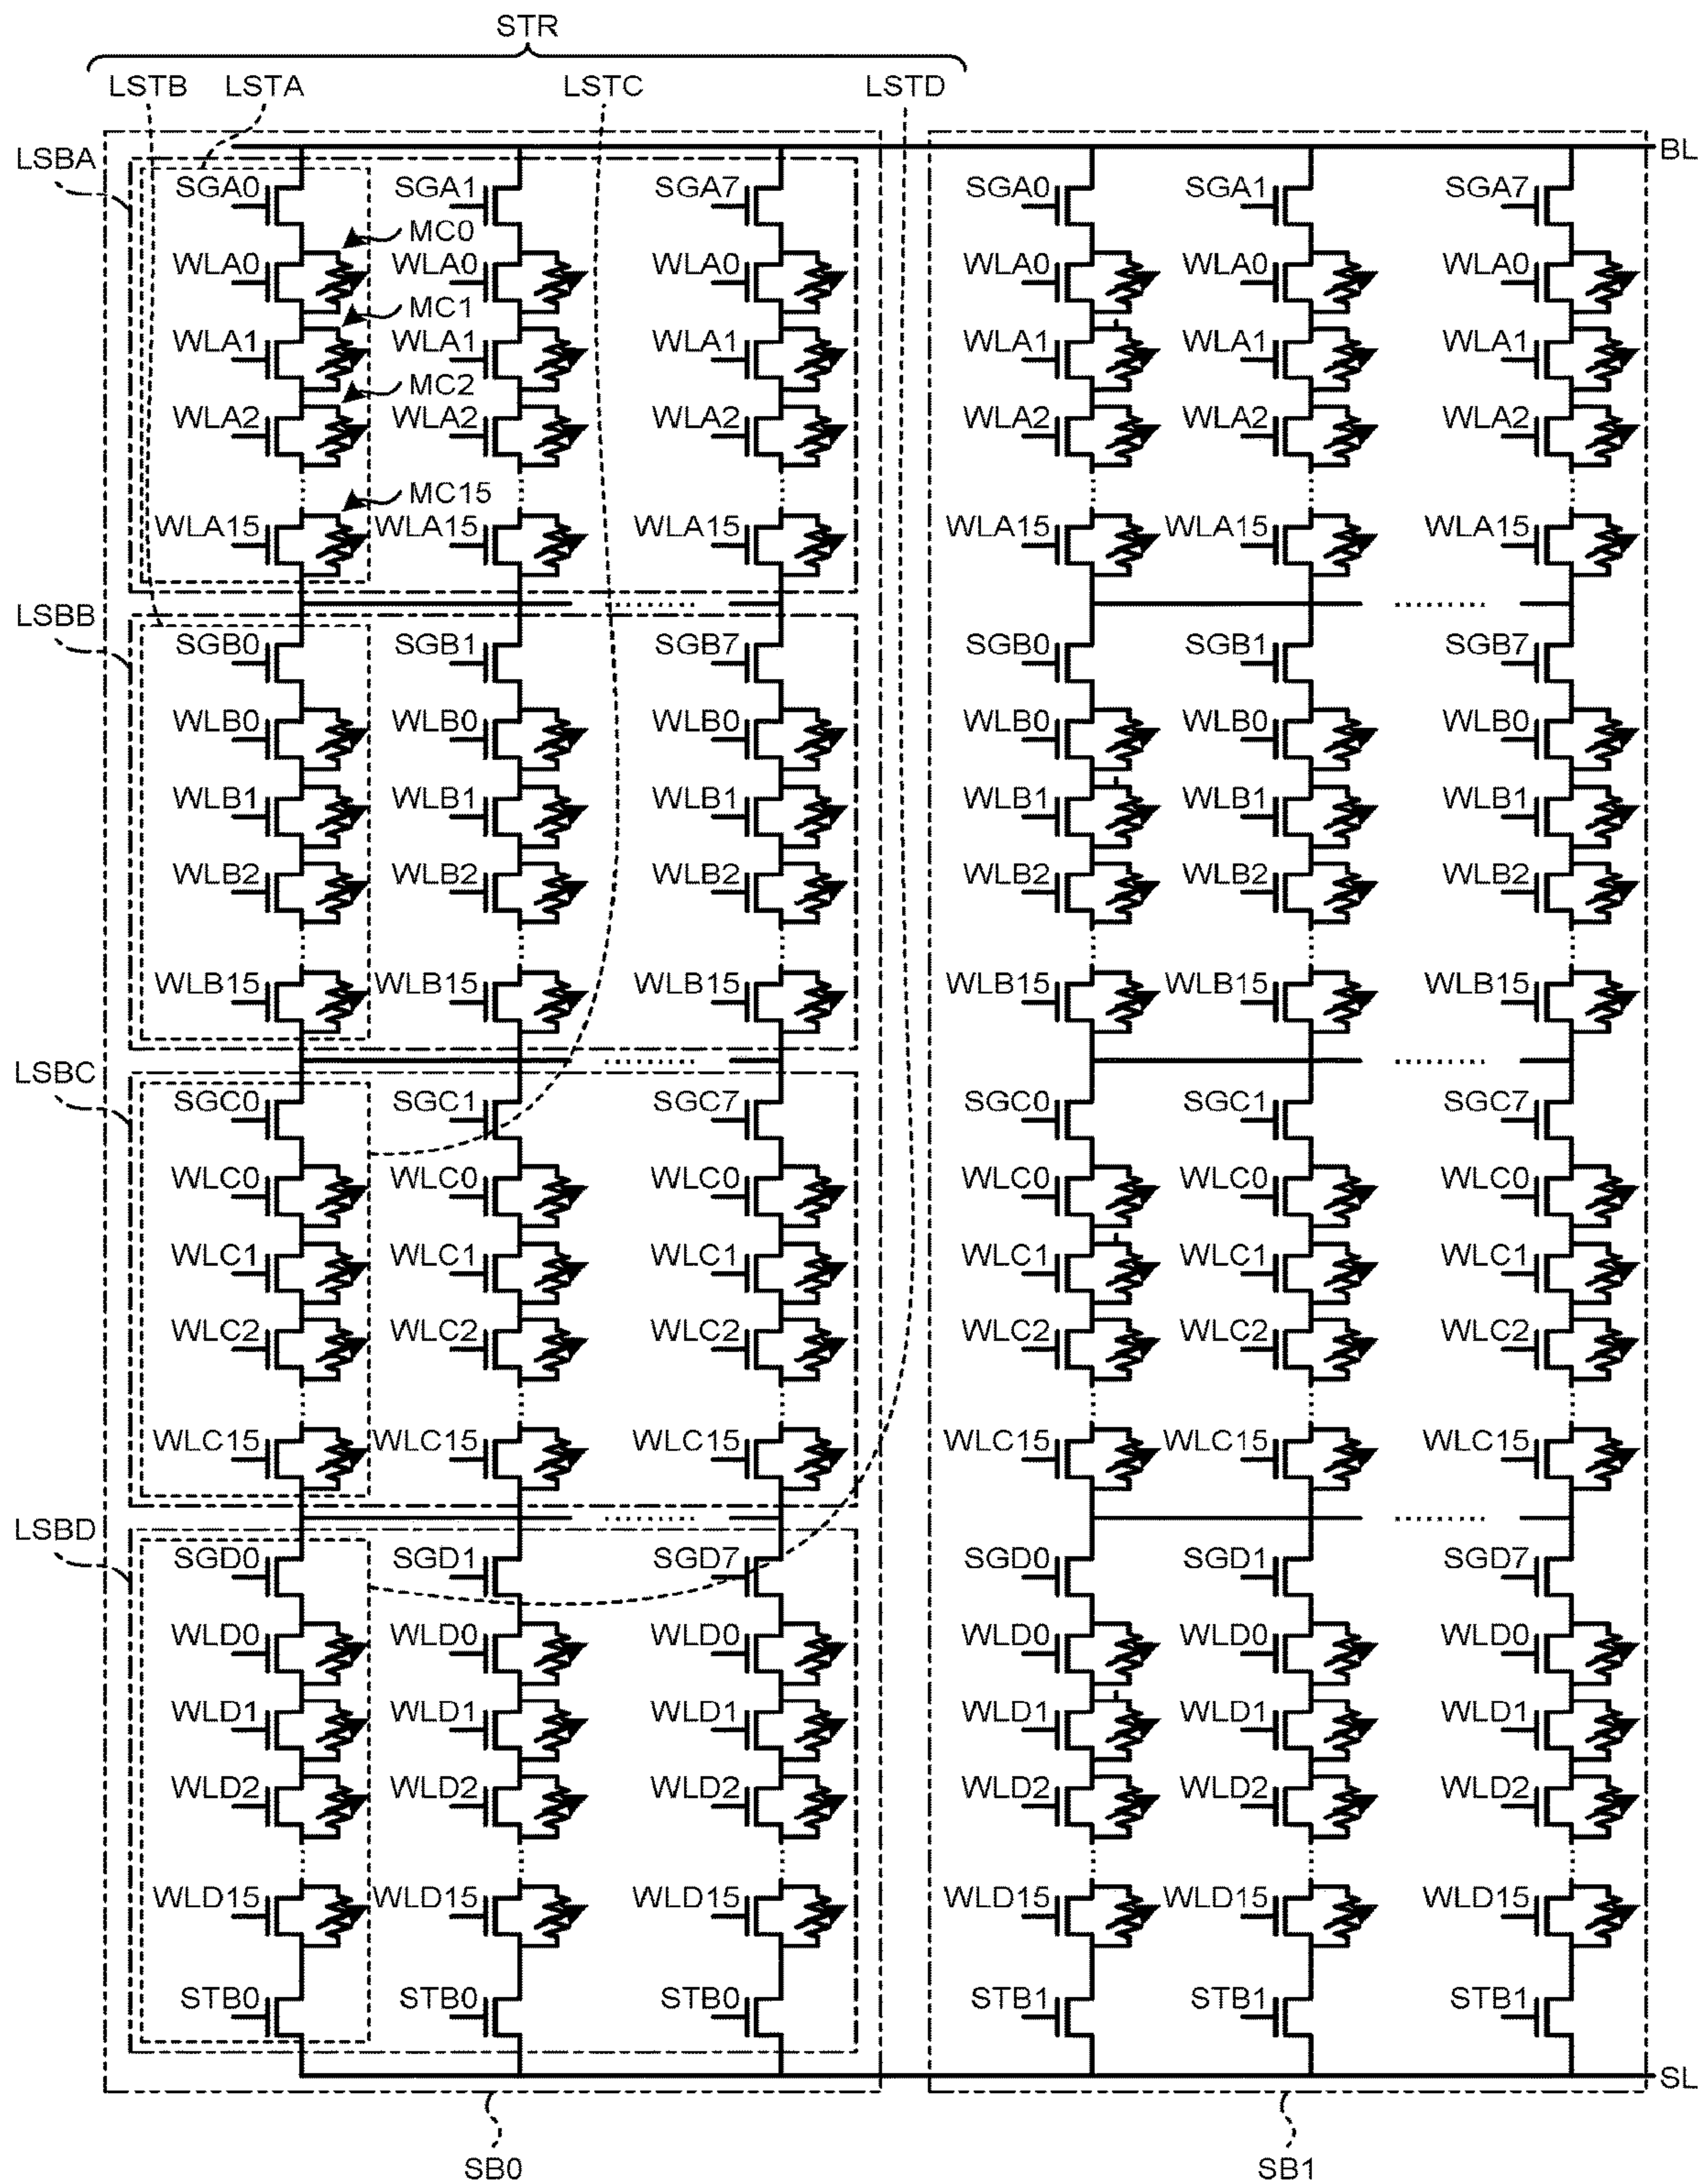 STR
LSTB LSTA LSTC LSTD
LSBA BL
SGA0 SGA1 SGA7 SGA0 SGA1 SGA7
MC0
WLA0 WLA0 WLA0 WLA0 WLA0 WLA0
MC1
WLA1 WLA1 WLA1 WLA1 WLA1 WLA1
MC2
WLA2 WLA2 WLA2 WLA2 WLA2 WLA2
MC15
WLA15 WLA15 WLA15 WLA15 WLA15 WLA15
LSBB
SGB0 SGB1 SGB7 SGB0 SGB1 SGB7
WLB0 WLB0 WLB0 WLB0 WLB0 WLB0
WLB1 WLB1 WLB1 WLB1 WLB1 WLB1
WLB2 WLB2 WLB2 WLB2 WLB2 WLB2
WLB15 WLB15 WLB15 WLB15 WLB15 WLB15
LSBC
SGC0 SGC1 SGC7 SGC0 SGC1 SGC7
WLC0 WLC0 WLC0 WLC0 WLC0 WLC0
WLC1 WLC1 WLC1 WLC1 WLC1 WLC1
WLC2 WLC2 WLC2 WLC2 WLC2 WLC2
WLC15 WLC15 WLC15 WLC15 WLC15 WLC15
LSBD
SGD0 SGD1 SGD7 SGD0 SGD1 SGD7
WLD0 WLD0 WLD0 WLD0 WLD0 WLD0
WLD1 WLD1 WLD1 WLD1 WLD1 WLD1
WLD2 WLD2 WLD2 WLD2 WLD2 WLD2
WLD15 WLD15 WLD15 WLD15 WLD15 WLD15
STB0 STB0 STB0 STB1 STB1 STB1
SL
SB0 SB1